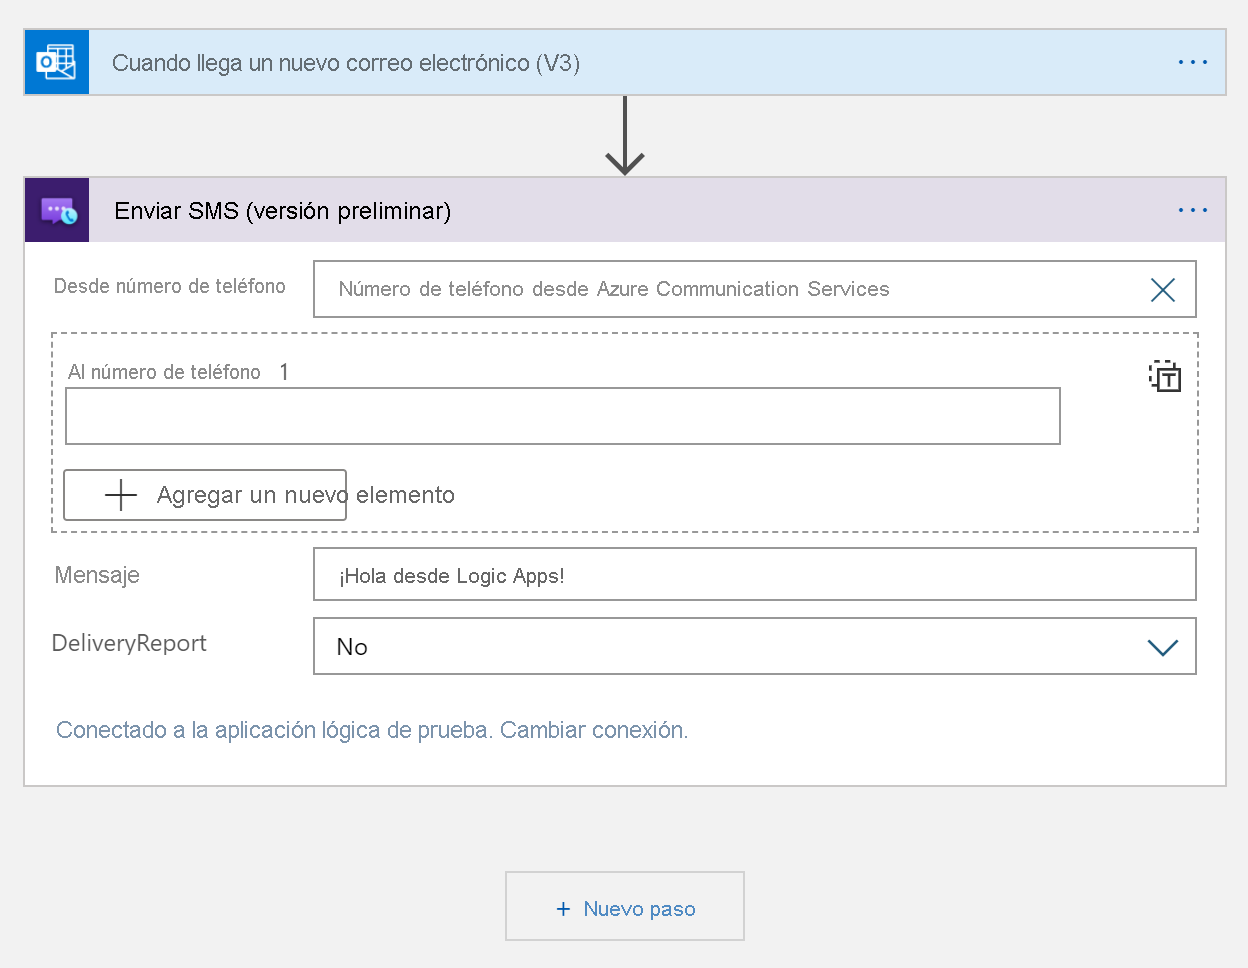 Cuando llega un nuevo correo electrónico (V3)
Enviar SMS (versión preliminar)
Desde número de teléfono
Número de teléfono desde Azure Communication Services
Al número de teléfono 1
Agregar un nuevo elemento
Mensaje
¡Hola desde Logic Apps!
DeliveryReport
No
Conectado a la aplicación lógica de prueba. Cambiar conexión.
+ Nuevo paso